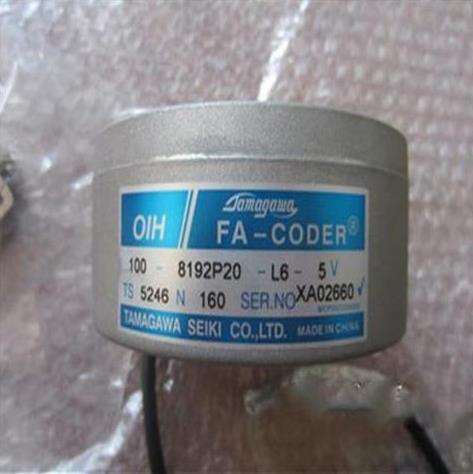 Tamagawa
OIH FA-CODER®
100 - 8192P20 - L6 - 5 V
TS 5246 N 160 SER.NO XA02660✓
TAMAGAWA SEIKI CO.,LTD. MADE IN CHINA